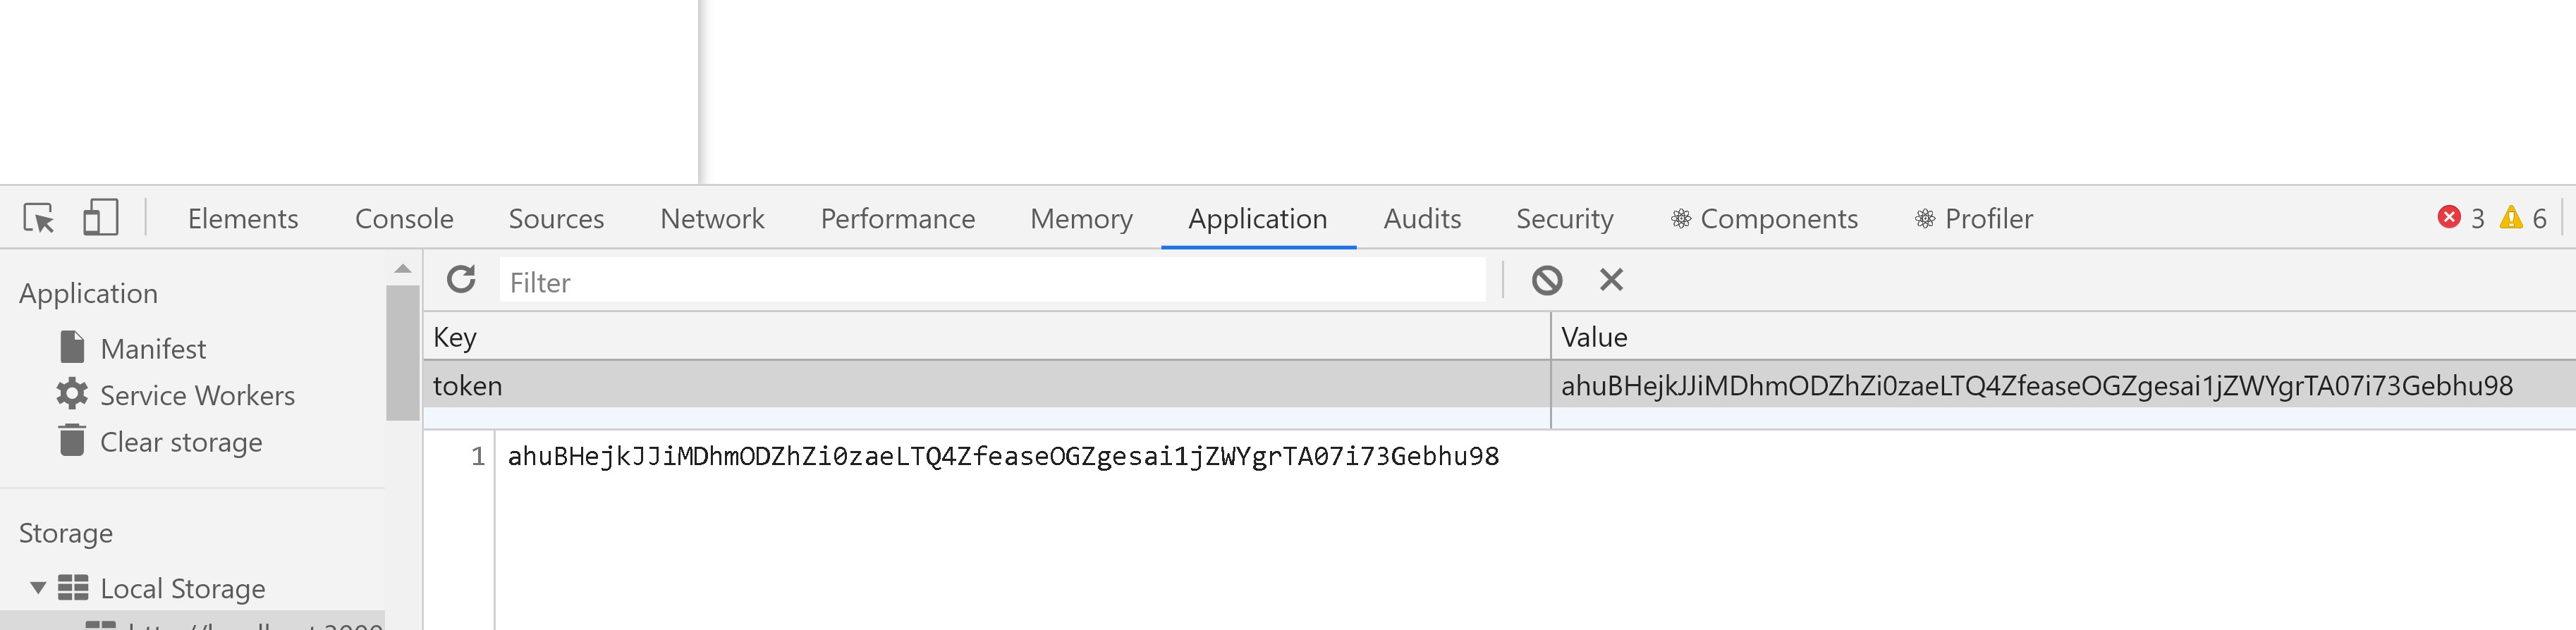 Elements Console Sources Network Performance Memory Application Audits Security Components Profiler 3 6
Application
Manifest
Service Workers
Clear storage
Storage
Local Storage
Filter
Key Value
token ahuBHejkJJiMDhmODZhZi0zaeLTQ4ZfeaseOGZgesai1jZWYgrTA07i73Gebhu98
1 ahuBHejkJJiMDhmODZhZi0zaeLTQ4ZfeaseOGZgesai1jZWYgrTA07i73Gebhu98